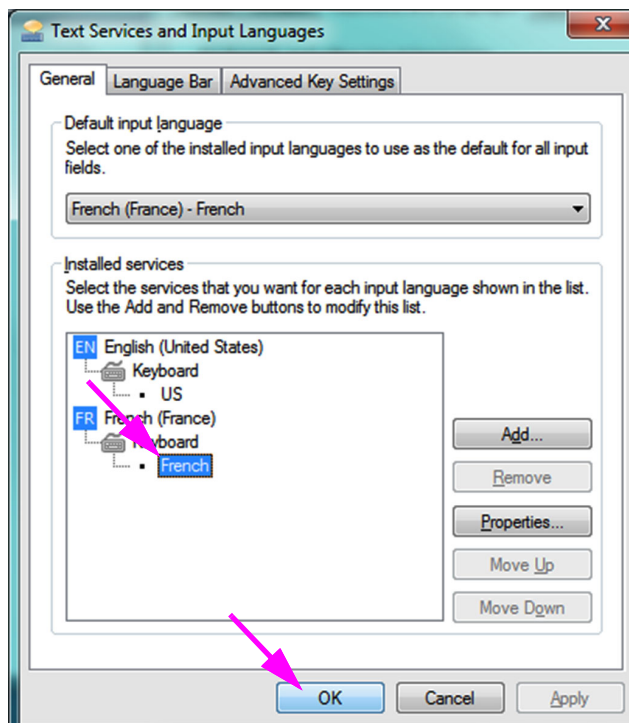 Text Services and Input Languages
General Language Bar Advanced Key Settings
Default input language
Select one of the installed input languages to use as the default for all input
fields.
French (France) - French
Installed services
Select the services that you want for each input language shown in the list.
Use the Add and Remove buttons to modify this list.
EN English (United States)
Keyboard
US
FR French (France)
Keyboard
French
Add...
Remove
Properties...
Move Up
Move Down
OK Cancel Apply